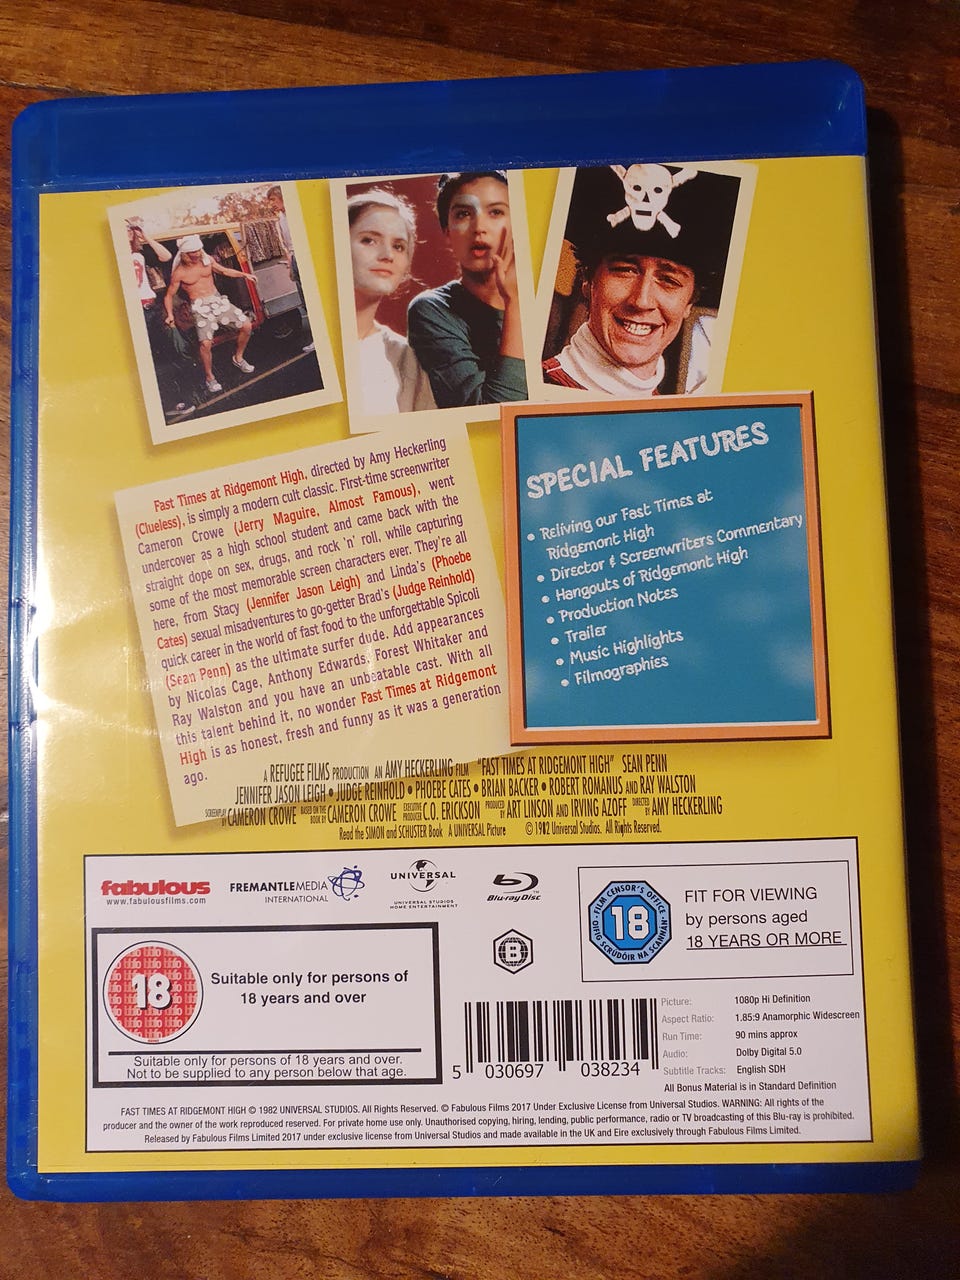 Fast Times at Ridgemont High, directed by Amy Heckerling
(Clueless), is simply a modern cult classic. First-time screenwriter
Cameron Crowe (Jerry Maguire, Almost Famous), went
undercover as a high school student and came back with the
straight dope on sex, drugs, and rock 'n' roll, while capturing
some of the most memorable screen characters ever. They're all
here, from Stacy (Jennifer Jason Leigh) and Linda's (Phoebe
Cates) sexual misadventures to go-getter Brad's (Judge Reinhold)
quick career in the world of fast food to the unforgettable Spicoli
(Sean Penn) as the ultimate surfer dude. Add appearances
by Nicolas Cage, Anthony Edwards, Forest Whitaker and
Ray Walston and you have an unbeatable cast. With all
this talent behind it, no wonder Fast Times at Ridgemont
High is as honest, fresh and funny as it was a generation
ago.
SPECIAL FEATURES
• Reliving our Fast Times at
Ridgemont High
• Director & Screenwriters Commentary
• Hangouts of Ridgemont High
• Production Notes
• Trailer
• Music Highlights
• Filmographies
A REFUGEE FILMS PRODUCTION AN AMY HECKERLING FILM "FAST TIMES AT RIDGEMONT HIGH" SEAN PENN
JENNIFER JASON LEIGH • JUDGE REINHOLD • PHOEBE CATES • BRIAN BACKER • ROBERT ROMANUS AND RAY WALSTON
SCREENPLAY BY CAMERON CROWE BASED ON THE BOOK BY CAMERON CROWE EXECUTIVE PRODUCER C.O. ERICKSON PRODUCED BY ART LINSON AND IRVING AZOFF DIRECTED BY AMY HECKERLING
Read the SIMON and SCHUSTER Book A UNIVERSAL Picture © 1982 Universal Studios. All Rights Reserved.
fabulous
www.fabulousfilms.com
FREMANTLEMEDIA
INTERNATIONAL
UNIVERSAL
UNIVERSAL STUDIOS
HOME ENTERTAINMENT
Blu-ray Disc
TM
B
FILM CENSOR'S OFFICE
18
OIFIG SCRÚDÓIR NA SCANNÁN
FIT FOR VIEWING
by persons aged
18 YEARS OR MORE
18
Suitable only for persons of
18 years and over
Suitable only for persons of 18 years and over.
Not to be supplied to any person below that age.
5 030697 038234
Picture: 1080p Hi Definition
Aspect Ratio: 1.85:9 Anamorphic Widescreen
Run Time: 90 mins approx
Audio: Dolby Digital 5.0
Subtitle Tracks: English SDH
All Bonus Material is in Standard Definition
FAST TIMES AT RIDGEMONT HIGH © 1982 UNIVERSAL STUDIOS. All Rights Reserved. © Fabulous Films 2017 Under Exclusive License from Universal Studios. WARNING: All rights of the
producer and the owner of the work reproduced reserved. For private home use only. Unauthorised copying, hiring, lending, public performance, radio or TV broadcasting of this Blu-ray is prohibited.
Released by Fabulous Films Limited 2017 under exclusive license from Universal Studios and made available in the UK and Eire exclusively through Fabulous Films Limited.